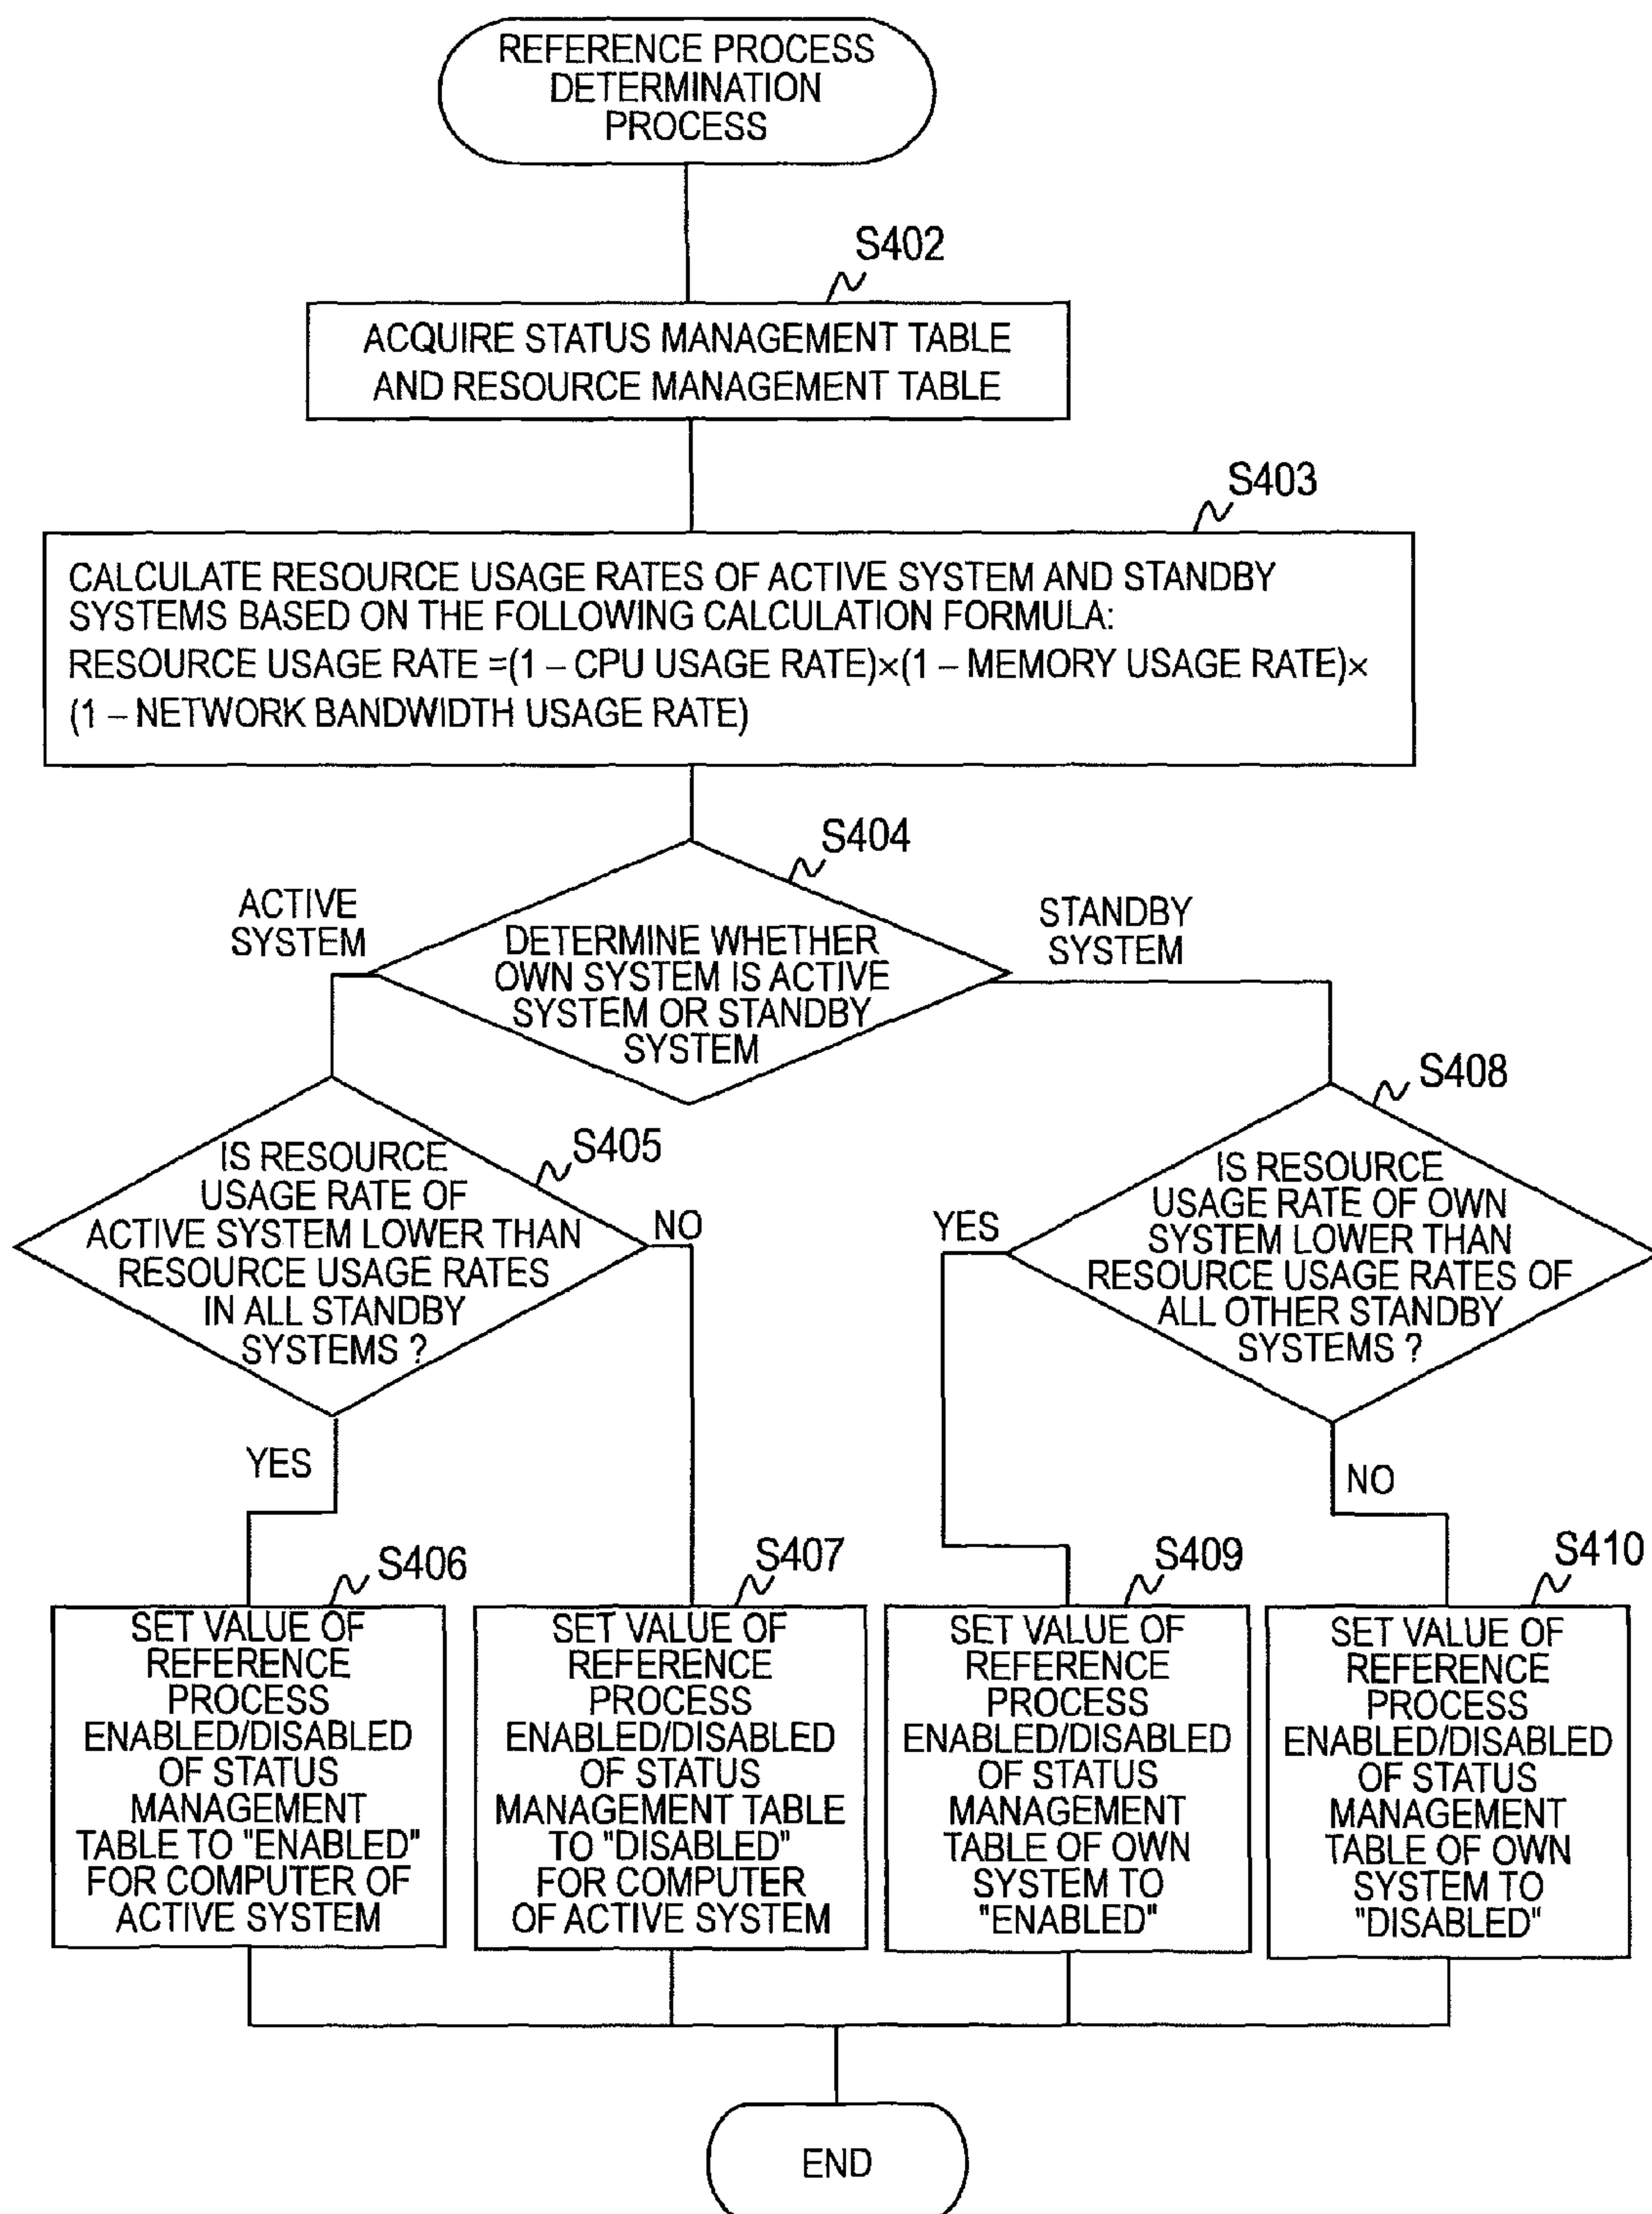 REFERENCE PROCESS
DETERMINATION
PROCESS
S402
ACQUIRE STATUS MANAGEMENT TABLE
AND RESOURCE MANAGEMENT TABLE
S403
CALCULATE RESOURCE USAGE RATES OF ACTIVE SYSTEM AND STANDBY
SYSTEMS BASED ON THE FOLLOWING CALCULATION FORMULA:
RESOURCE USAGE RATE =(1 – CPU USAGE RATE)×(1 – MEMORY USAGE RATE)×
(1 – NETWORK BANDWIDTH USAGE RATE)
S404
ACTIVE
SYSTEM
DETERMINE WHETHER
OWN SYSTEM IS ACTIVE
SYSTEM OR STANDBY
SYSTEM
STANDBY
SYSTEM
S405
IS RESOURCE
USAGE RATE OF
ACTIVE SYSTEM LOWER THAN
RESOURCE USAGE RATES
IN ALL STANDBY
SYSTEMS ?
NO
YES
S408
IS RESOURCE
USAGE RATE OF OWN
SYSTEM LOWER THAN
RESOURCE USAGE RATES OF
ALL OTHER STANDBY
SYSTEMS ?
YES
NO
S406
SET VALUE OF
REFERENCE
PROCESS
ENABLED/DISABLED
OF STATUS
MANAGEMENT
TABLE TO "ENABLED"
FOR COMPUTER OF
ACTIVE SYSTEM
S407
SET VALUE OF
REFERENCE
PROCESS
ENABLED/DISABLED
OF STATUS
MANAGEMENT TABLE
TO "DISABLED"
FOR COMPUTER
OF ACTIVE SYSTEM
S409
SET VALUE OF
REFERENCE
PROCESS
ENABLED/DISABLED
OF STATUS
MANAGEMENT
TABLE OF OWN
SYSTEM TO
"ENABLED"
S410
SET VALUE OF
REFERENCE
PROCESS
ENABLED/DISABLED
OF STATUS
MANAGEMENT
TABLE OF OWN
SYSTEM TO
"DISABLED"
END